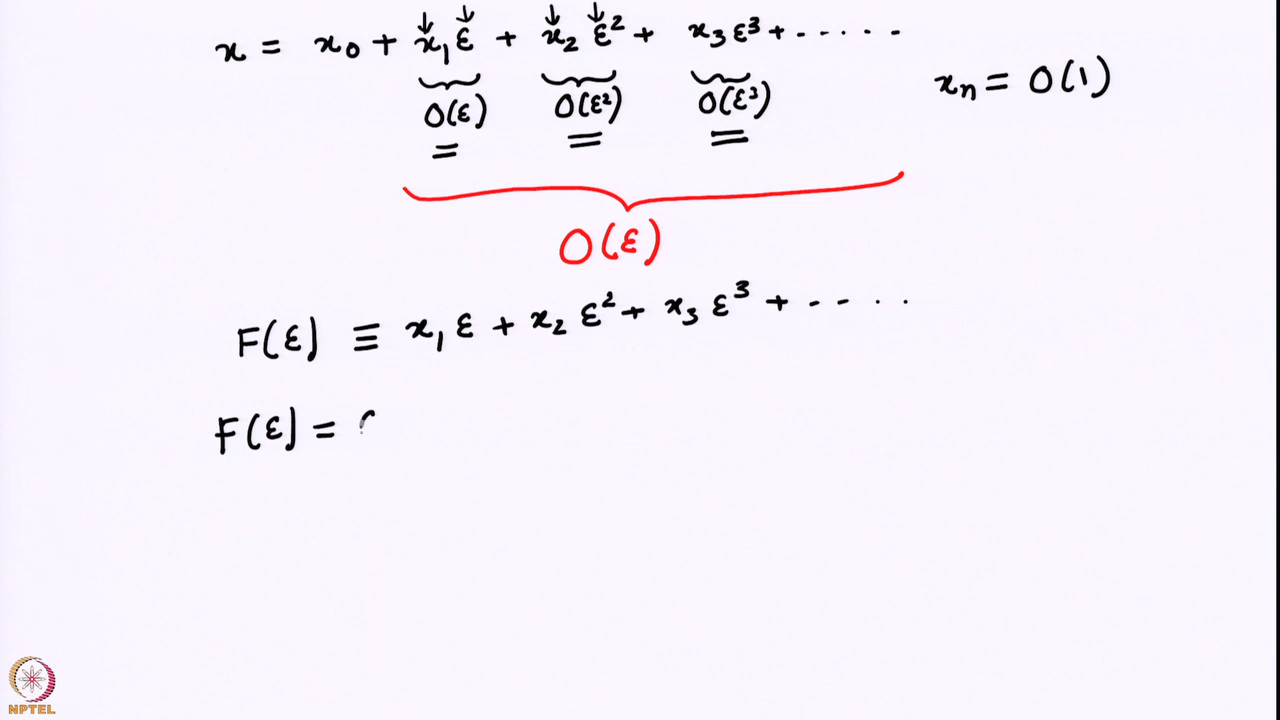 x = x₀ + x₁ε + x₂ε² + x₃ε³ + - - - - -
O(ε) O(ε²) O(ε³) xₙ = O(1)
O(ε)
F(ε) ≡ x₁ε + x₂ε² + x₃ε³ + - - . .
F(ε) =
NPTEL